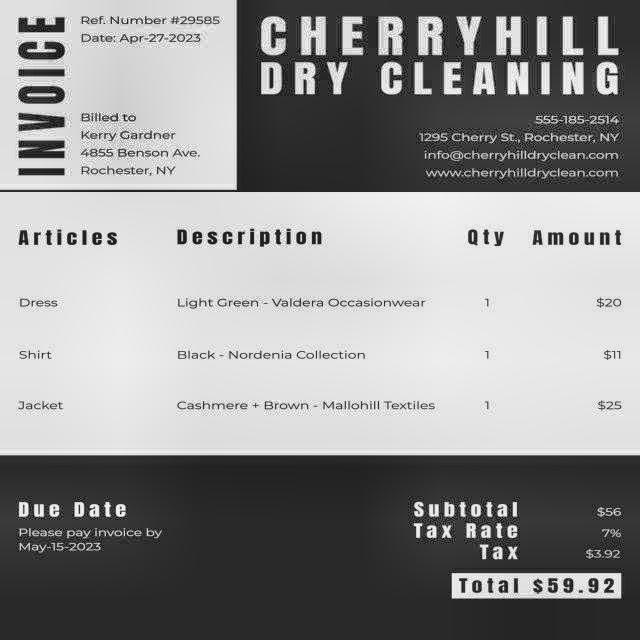 INVOICE
Ref. Number #29585
Date: Apr-27-2023
Billed to
Kerry Gardner
4855 Benson Ave.
Rochester, NY
CHERRYHILL
DRY CLEANING
555-185-2514
1295 Cherry St., Rochester, NY
info@cherryhilldryclean.com
www.cherryhilldryclean.com
Articles Description Qty Amount
Dress Light Green - Valdera Occasionwear 1 $20
Shirt Black - Nordenia Collection 1 $11
Jacket Cashmere + Brown - Mallohill Textiles 1 $25
Due Date
Please pay invoice by
May-15-2023
Subtotal $56
Tax Rate 7%
Tax $3.92
Total $59.92